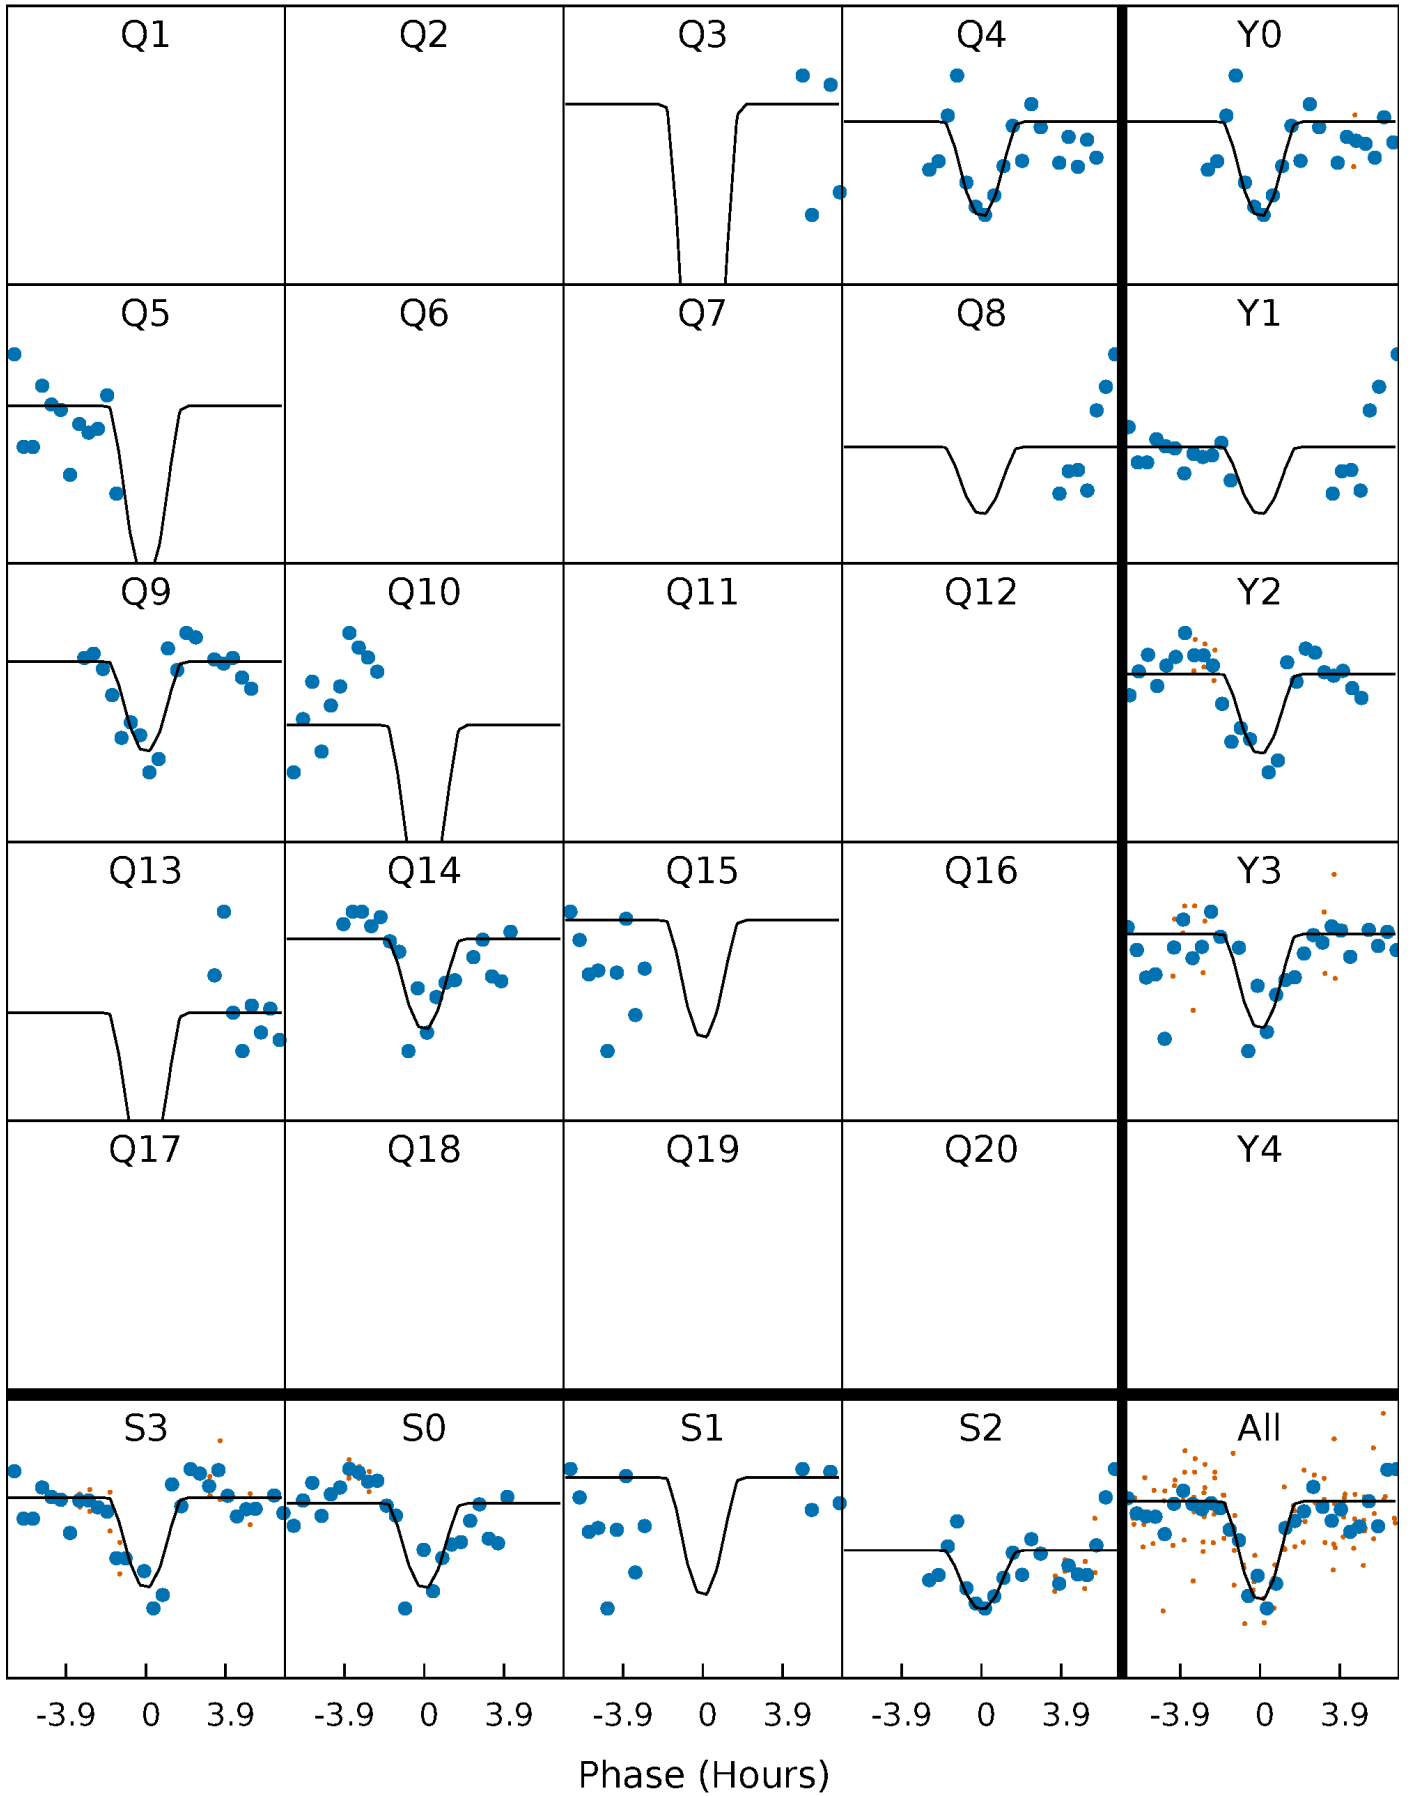 Q1 Q2 Q3 Q4 Y0
Q5 Q6 Q7 Q8 Y1
Q9 Q10 Q11 Q12 Y2
Q13 Q14 Q15 Q16 Y3
Q17 Q18 Q19 Q20 Y4
S3 S0 S1 S2 All
-3.9 0 3.9 -3.9 0 3.9 -3.9 0 3.9 -3.9 0 3.9 -3.9 0 3.9
Phase (Hours)